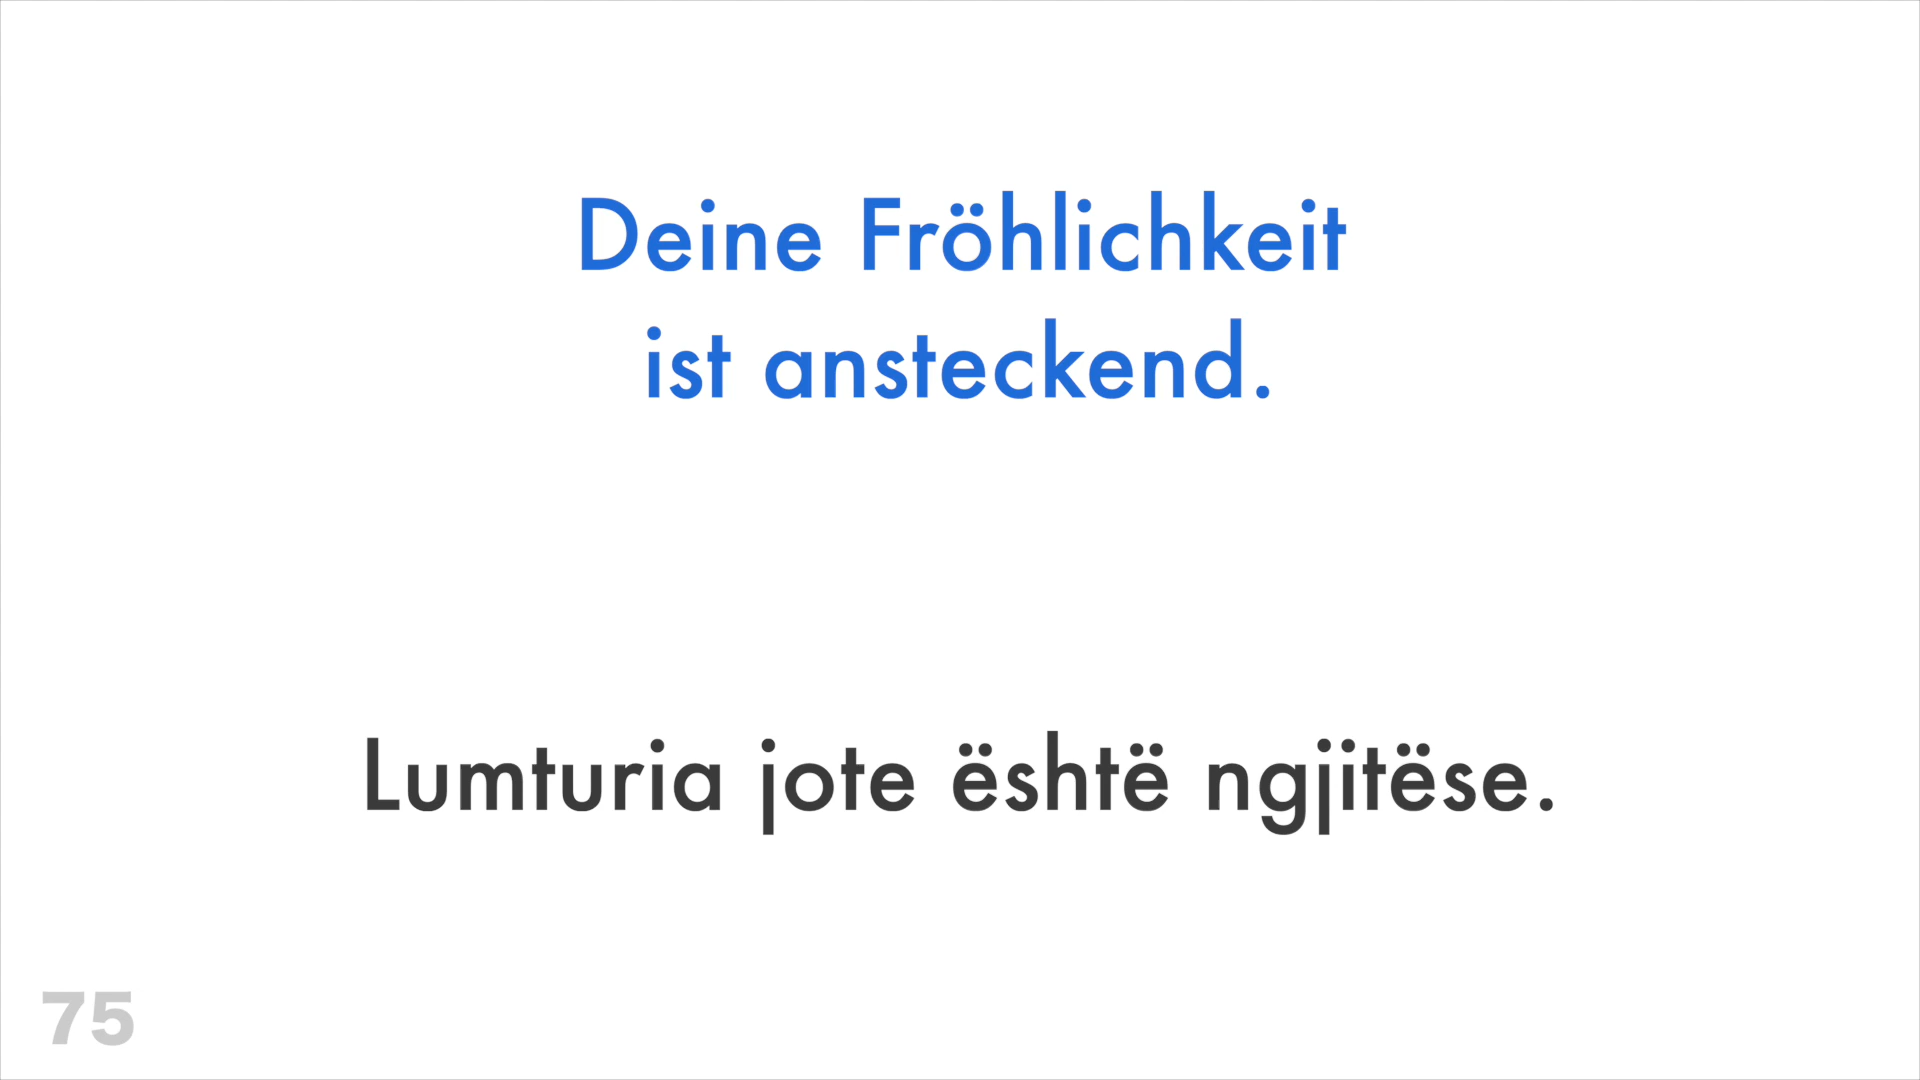 Deine Fröhlichkeit
ist ansteckend.
Lumturia jote është ngjitëse.
75